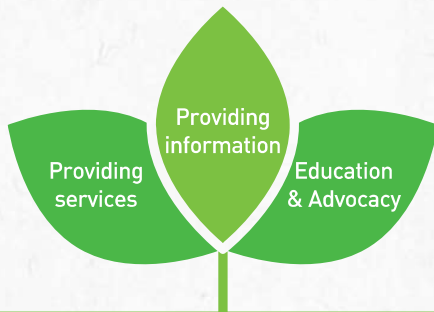 Providing
services
Providing
information
Education
& Advocacy